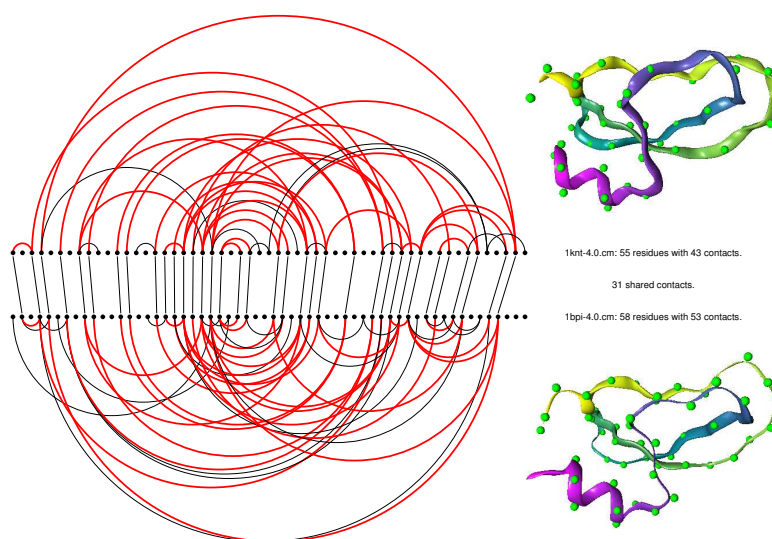 1knt-4.0.cm: 55 residues with 43 contacts.
31 shared contacts.
1bpi-4.0.cm: 58 residues with 53 contacts.